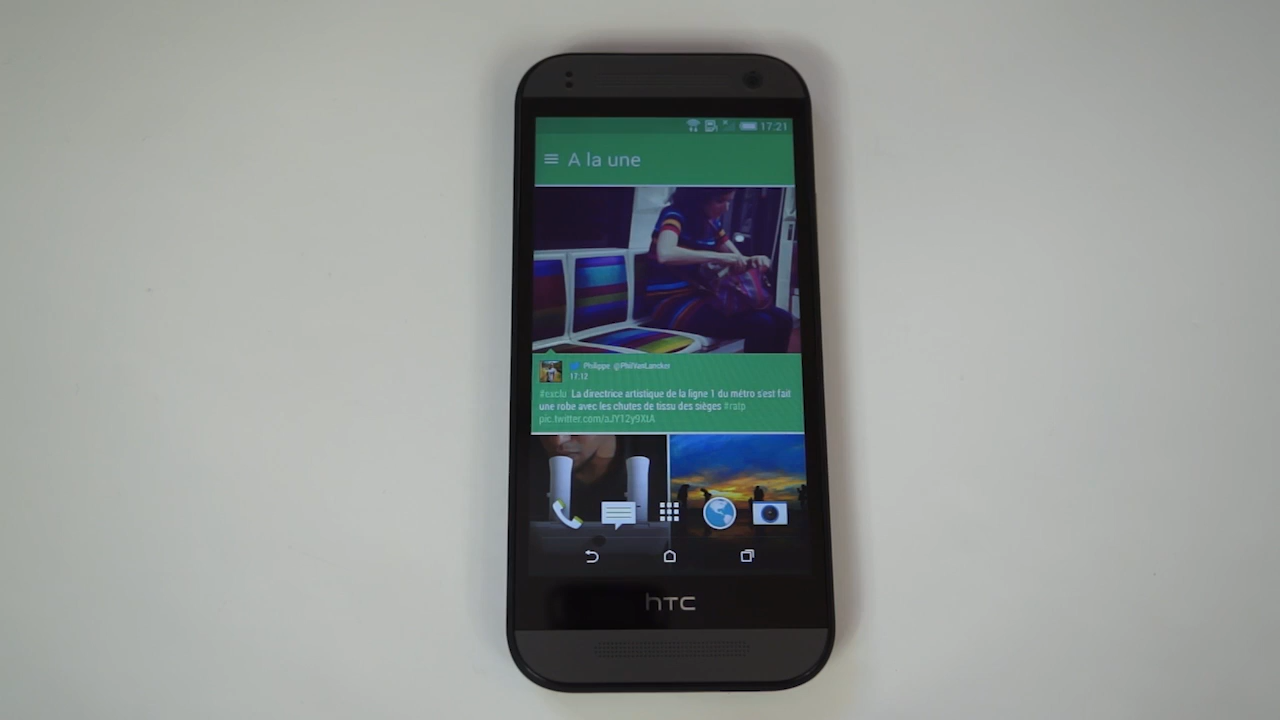 17:21
A la une
Philippe @PhilVanLancker
17:12
#exclu La directrice artistique de la ligne 1 du métro s'est fait
une robe avec les chutes de tissu des sièges #ratp
pic.twitter.com/aJY12y9XtA
hTC